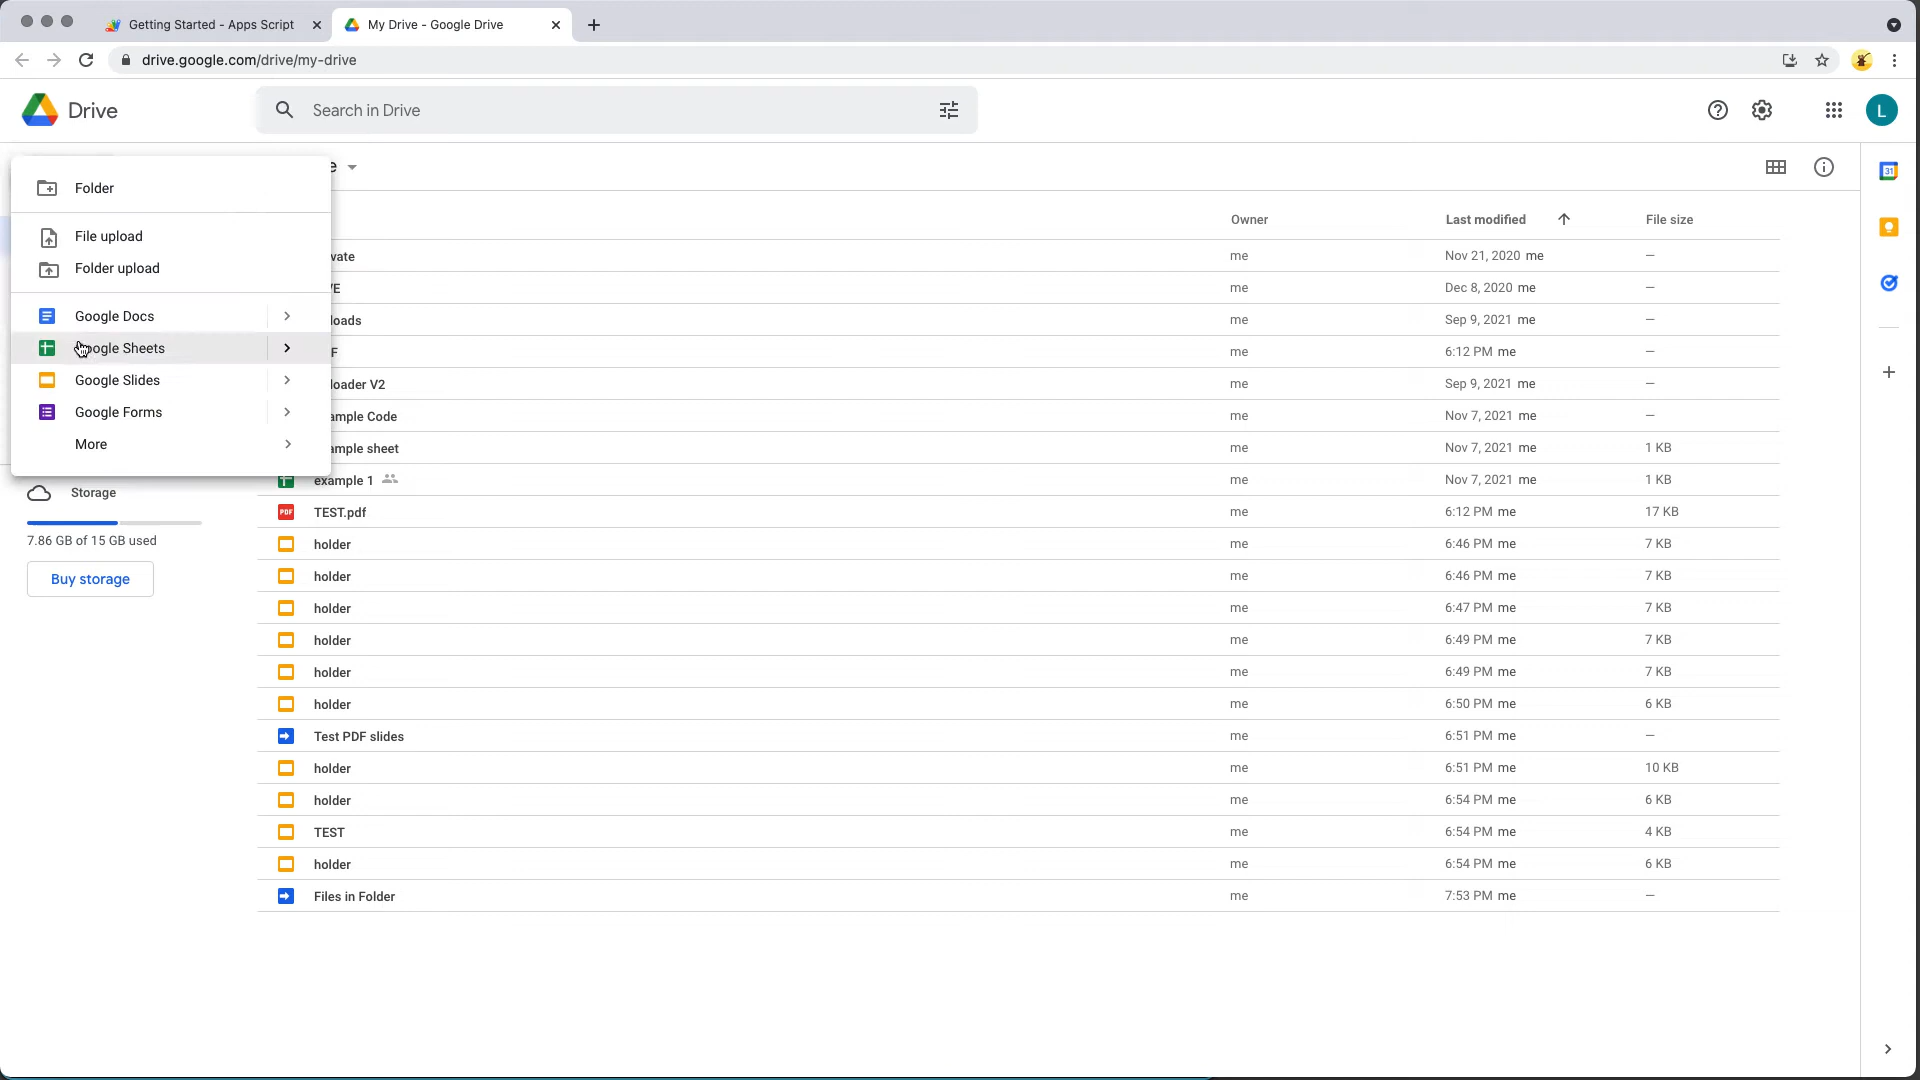 Getting Started - Apps Script
My Drive - Google Drive
drive.google.com/drive/my-drive
Drive
Search in Drive
L
Folder
File upload
Folder upload
Google Docs
Google Sheets
Google Slides
Google Forms
More
Storage
7.86 GB of 15 GB used
Buy storage
e
Owner Last modified File size
vate me Nov 21, 2020 me –
me Dec 8, 2020 me –
loads me Sep 9, 2021 me –
F me 6:12 PM me –
loader V2 me Sep 9, 2021 me –
ample Code me Nov 7, 2021 me –
ample sheet me Nov 7, 2021 me 1 KB
example 1 me Nov 7, 2021 me 1 KB
PDF TEST.pdf me 6:12 PM me 17 KB
holder me 6:46 PM me 7 KB
holder me 6:46 PM me 7 KB
holder me 6:47 PM me 7 KB
holder me 6:49 PM me 7 KB
holder me 6:49 PM me 7 KB
holder me 6:50 PM me 6 KB
Test PDF slides me 6:51 PM me –
holder me 6:51 PM me 10 KB
holder me 6:54 PM me 6 KB
TEST me 6:54 PM me 4 KB
holder me 6:54 PM me 6 KB
Files in Folder me 7:53 PM me –
31